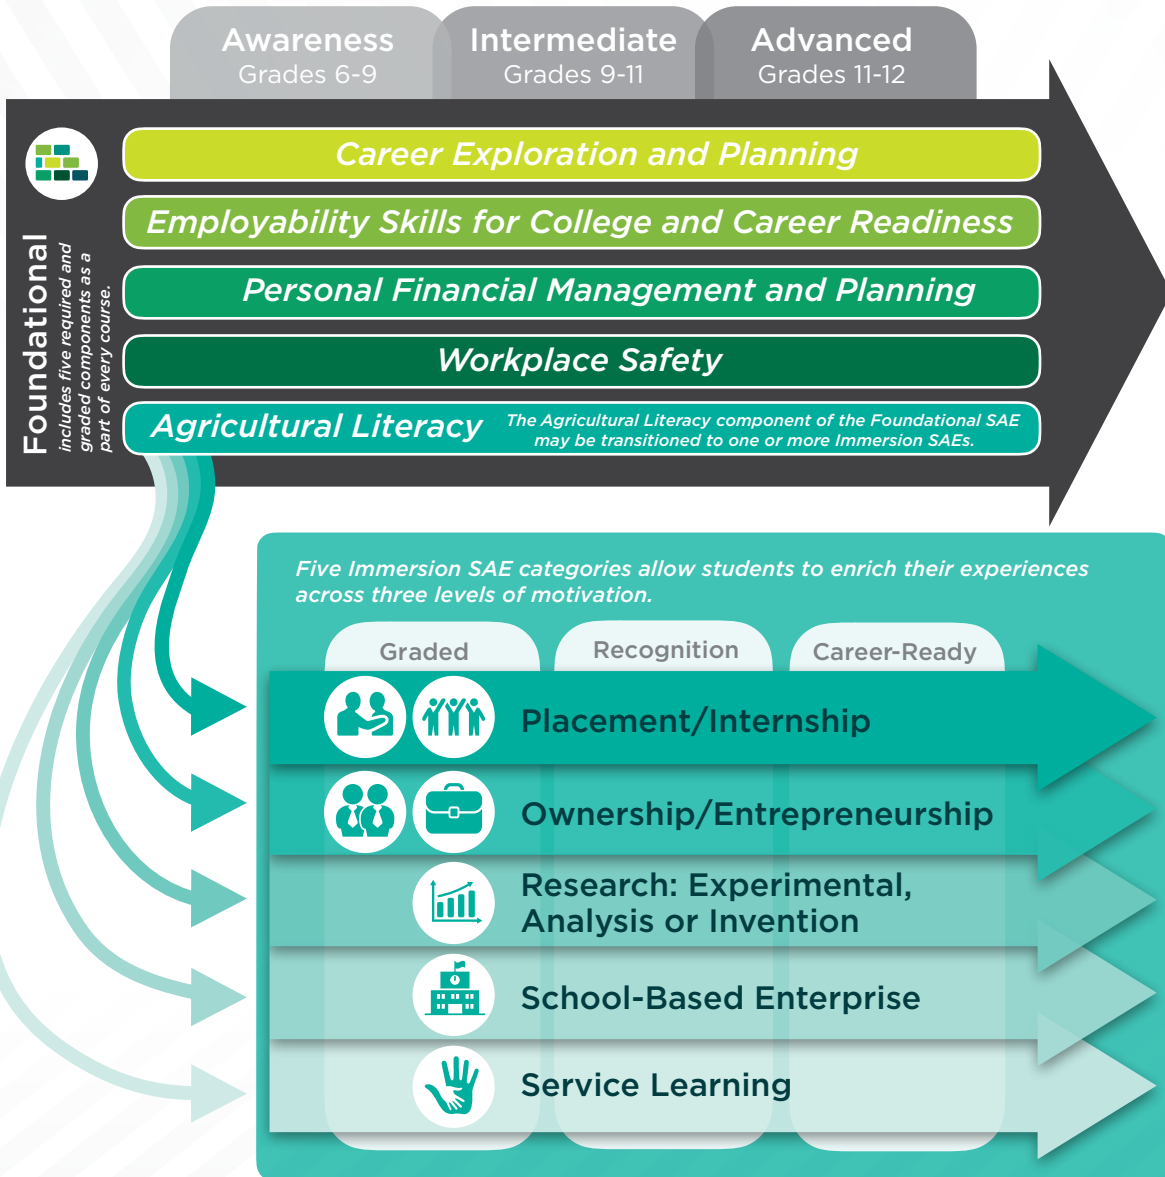 Awareness
Grades 6-9
Intermediate
Grades 9-11
Advanced
Grades 11-12
Foundational
includes five required and
graded components as a
part of every course.
Career Exploration and Planning
Employability Skills for College and Career Readiness
Personal Financial Management and Planning
Workplace Safety
Agricultural Literacy
The Agricultural Literacy component of the Foundational SAE
may be transitioned to one or more Immersion SAEs.
Five Immersion SAE categories allow students to enrich their experiences
across three levels of motivation.
Graded
Recognition
Career-Ready
Placement/Internship
Ownership/Entrepreneurship
Research: Experimental,
Analysis or Invention
School-Based Enterprise
Service Learning